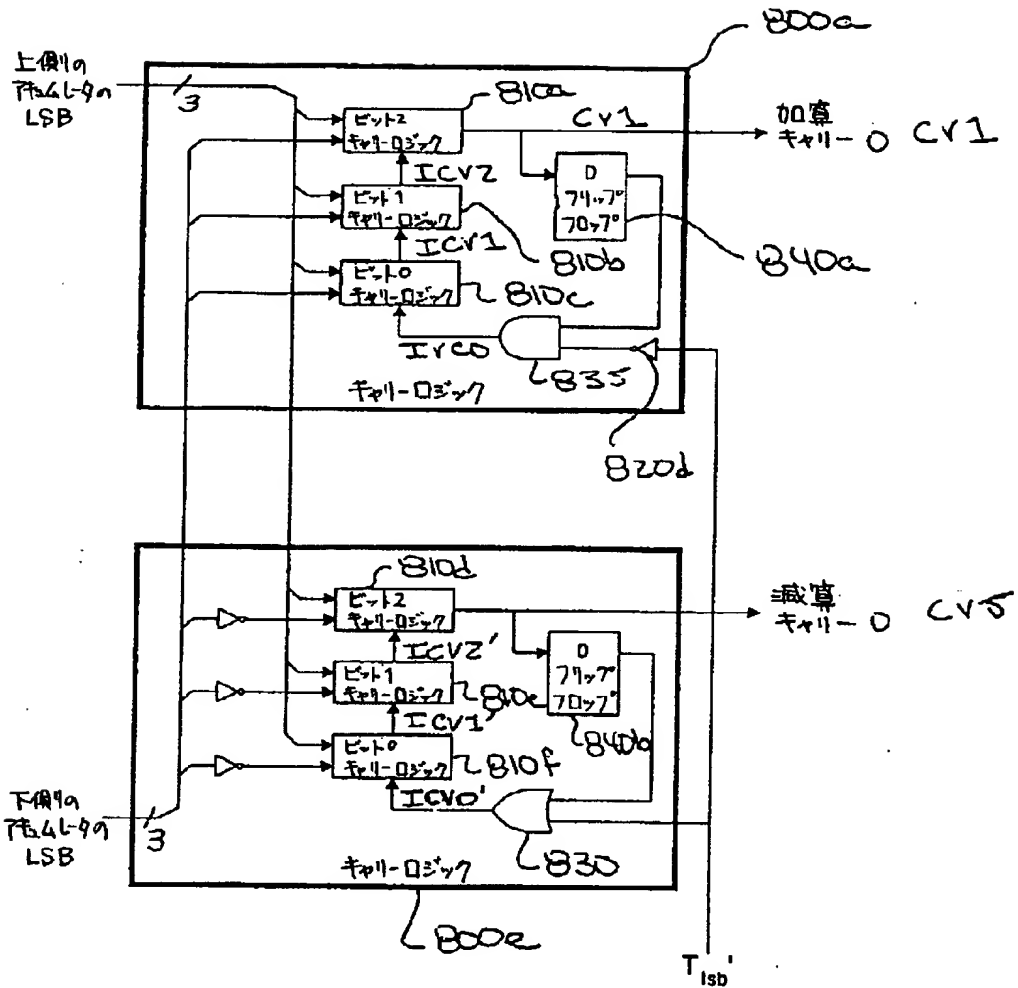 800a
上側の
アキュムレータの
LSB
3
810a
ビット2
キャリーロジック
CV1
加算
キャリー 0 CV1
ICV2
D
フリップ
フロップ
ビット1
キャリーロジック
ICV1
810b
840a
ビット0
キャリーロジック
810c
IVC0
835
キャリーロジック
820d
810d
ビット2
キャリーロジック
減算
キャリー 0 CV5
ICV2'
D
フリップ
フロップ
ビット1
キャリーロジック
810e
ICV1'
840b
ビット0
キャリーロジック
810f
ICV0'
下側の
アキュムレータの
LSB
3
830
キャリーロジック
800e
Tlsb'